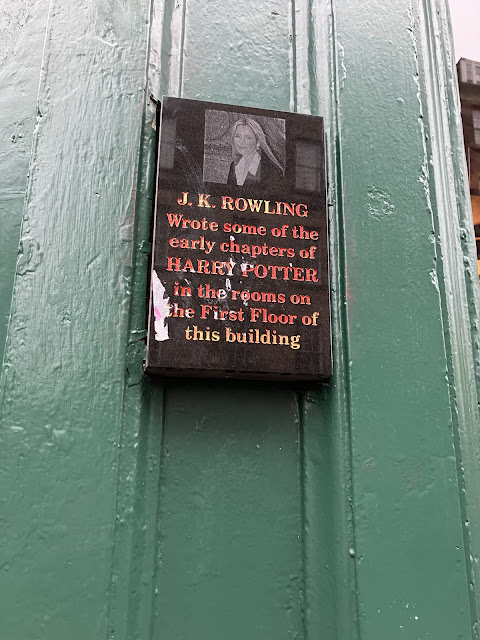 J. K. ROWLING
Wrote some of the
early chapters of
HARRY POTTER
in the rooms on
the First Floor of
this building